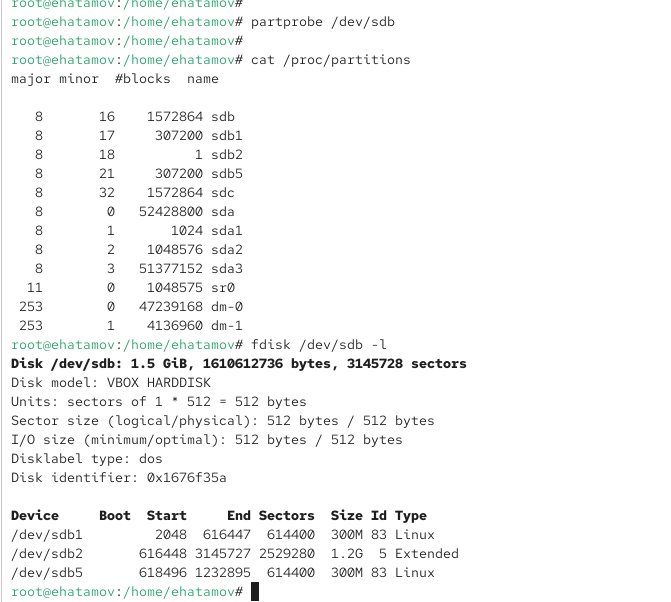 root@ehatamov:/home/ehatamov#
root@ehatamov:/home/ehatamov# partprobe /dev/sdb
root@ehatamov:/home/ehatamov#
root@ehatamov:/home/ehatamov# cat /proc/partitions
major minor  #blocks  name

   8       16    1572864 sdb
   8       17     307200 sdb1
   8       18          1 sdb2
   8       21     307200 sdb5
   8       32    1572864 sdc
   8        0   52428800 sda
   8        1       1024 sda1
   8        2    1048576 sda2
   8        3   51377152 sda3
  11        0    1048575 sr0
 253        0   47239168 dm-0
 253        1    4136960 dm-1
root@ehatamov:/home/ehatamov# fdisk /dev/sdb -l
Disk /dev/sdb: 1.5 GiB, 1610612736 bytes, 3145728 sectors
Disk model: VBOX HARDDISK
Units: sectors of 1 * 512 = 512 bytes
Sector size (logical/physical): 512 bytes / 512 bytes
I/O size (minimum/optimal): 512 bytes / 512 bytes
Disklabel type: dos
Disk identifier: 0x1676f35a

Device     Boot  Start     End Sectors  Size Id Type
/dev/sdb1         2048  616447  614400  300M 83 Linux
/dev/sdb2       616448 3145727 2529280  1.2G  5 Extended
/dev/sdb5       618496 1232895  614400  300M 83 Linux
root@ehatamov:/home/ehatamov#